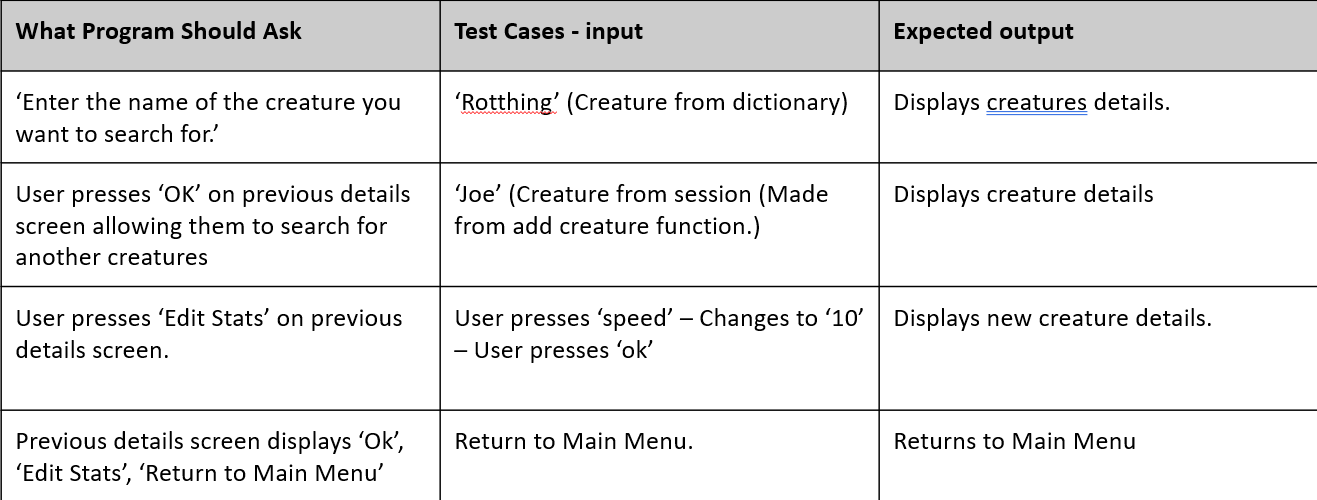 What Program Should Ask
Test Cases - input
Expected output
‘Enter the name of the creature you
want to search for.’
‘Rotthing’ (Creature from dictionary)
Displays creatures details.
User presses ‘OK’ on previous details
screen allowing them to search for
another creatures
‘Joe’ (Creature from session (Made
from add creature function.)
Displays creature details
User presses ‘Edit Stats’ on previous
details screen.
User presses ‘speed’ – Changes to ‘10’
– User presses ‘ok’
Displays new creature details.
Previous details screen displays ‘Ok’,
‘Edit Stats’, ‘Return to Main Menu’
Return to Main Menu.
Returns to Main Menu